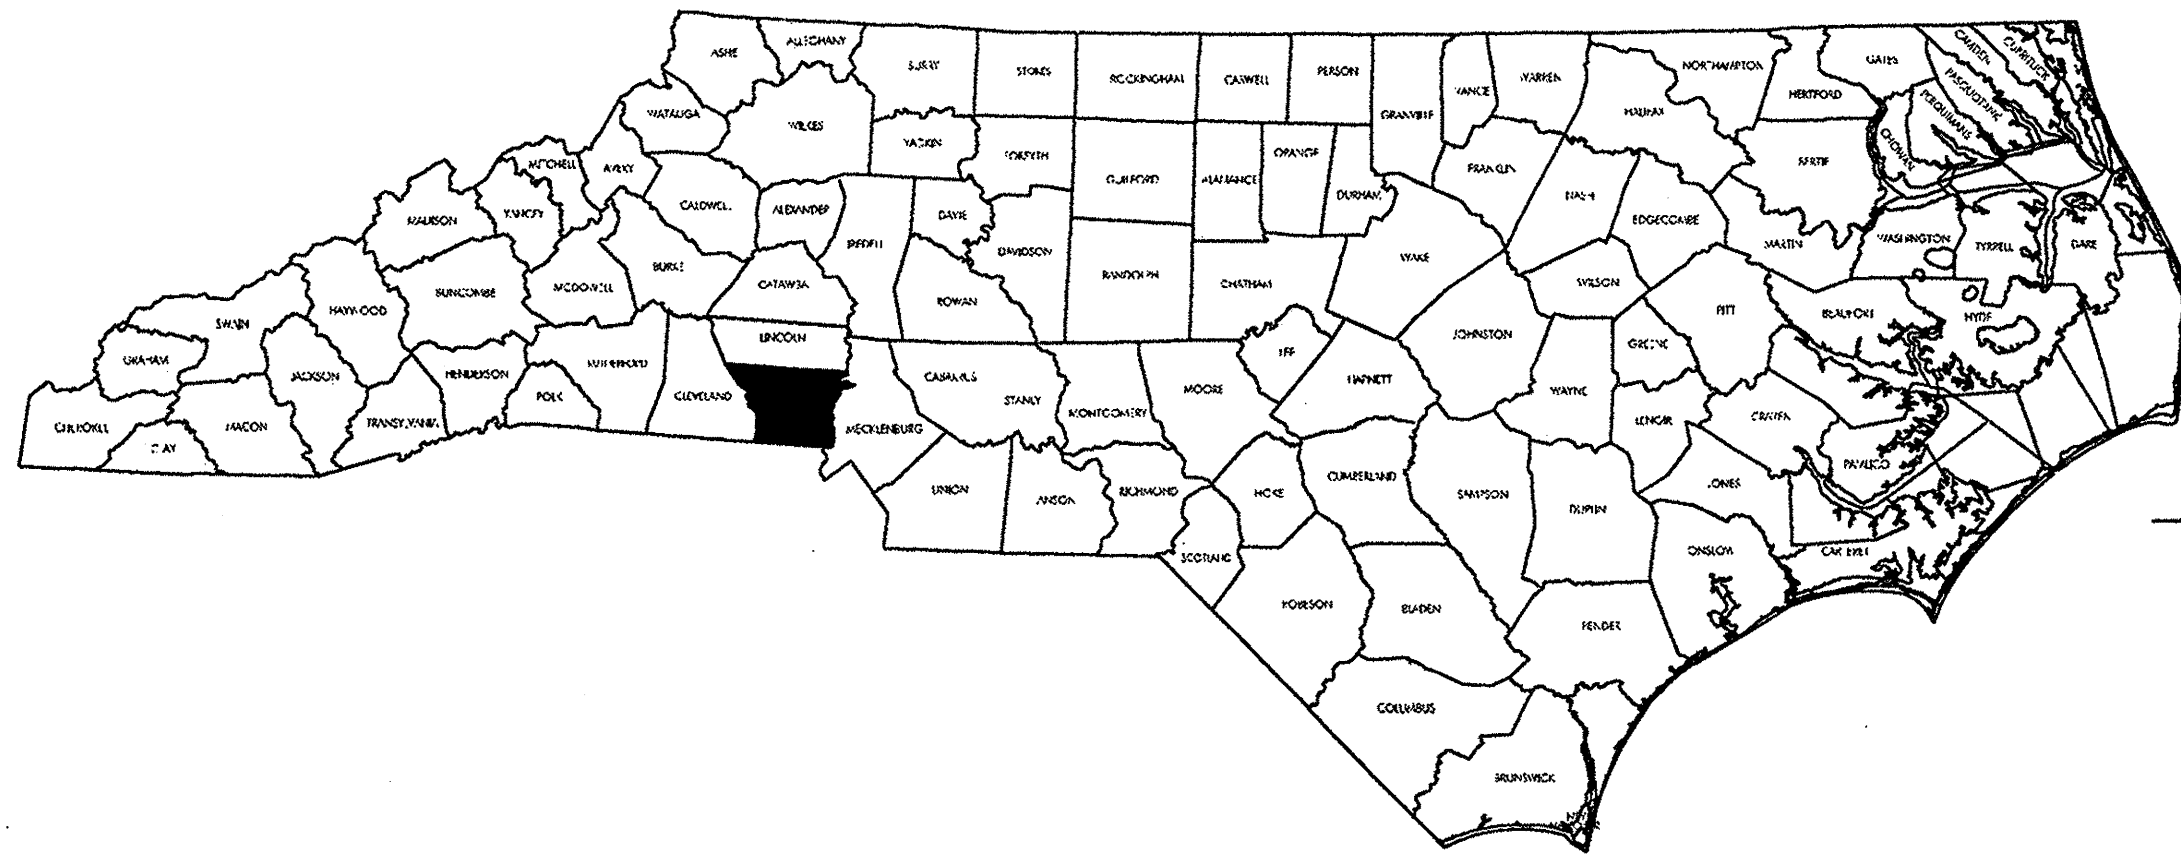 ASHE
ALLEGHANY
SURRY
STOKES
ROCKINGHAM
CASWELL
PERSON
VANCE
WARREN
NORTHAMPTON
GATES
CAMDEN
CURRITUCK
PASQUOTANK
PERQUIMANS
CHOWAN
HERTFORD
WATAUGA
WILKES
YADKIN
FORSYTH
GUILFORD
ALAMANCE
ORANGE
DURHAM
GRANVILLE
FRANKLIN
HALIFAX
BERTIE
MITCHELL
AVERY
MADISON
YANCEY
CALDWELL
ALEXANDER
IREDELL
DAVIE
DAVIDSON
RANDOLPH
CHATHAM
WAKE
NASH
EDGECOMBE
MARTIN
WASHINGTON
TYRRELL
DARE
SWAIN
HAYWOOD
BUNCOMBE
MCDOWELL
BURKE
CATAWBA
ROWAN
WILSON
PITT
BEAUFORT
HYDE
GRAHAM
JACKSON
HENDERSON
RUTHERFORD
LINCOLN
CABARRUS
STANLY
MONTGOMERY
MOORE
LEE
HARNETT
JOHNSTON
WAYNE
GREENE
LENOIR
CRAVEN
CHEROKEE
CLAY
MACON
TRANSYLVANIA
POLK
CLEVELAND
MECKLENBURG
UNION
ANSON
RICHMOND
SCOTLAND
HOKE
CUMBERLAND
SAMPSON
DUPLIN
JONES
PAMLICO
CARTERET
ONSLOW
ROBESON
BLADEN
PENDER
COLUMBUS
BRUNSWICK